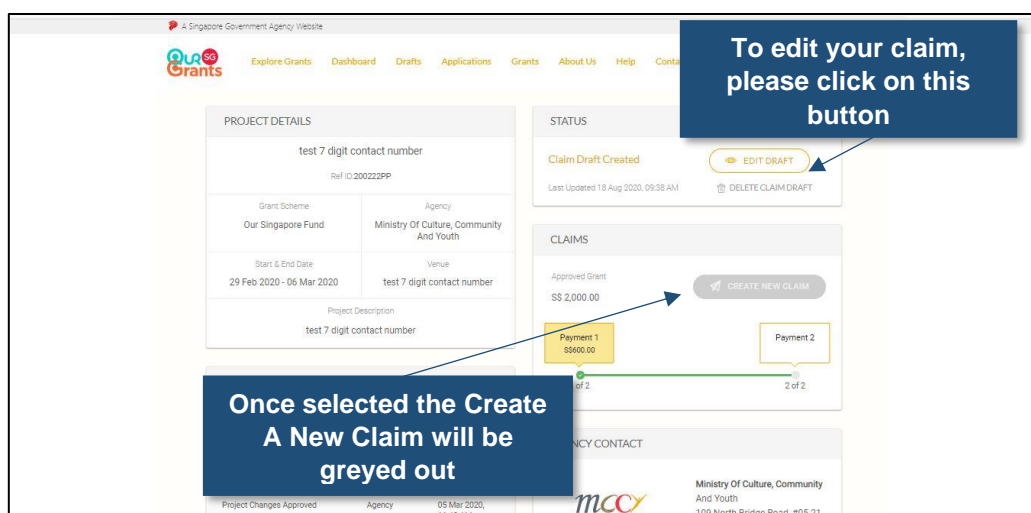 A Singapore Government Agency Website
OUR SG
Grants
Explore Grants Dashboard Drafts Applications Grants About Us Help
To edit your claim,
please click on this
button
PROJECT DETAILS
test 7 digit contact number
Ref ID:200222PP
Grant Scheme
Our Singapore Fund
Agency
Ministry Of Culture, Community
And Youth
Start & End Date
29 Feb 2020 - 06 Mar 2020
Venue
test 7 digit contact number
Project Description
test 7 digit contact number
STATUS
Claim Draft Created
EDIT DRAFT
Last Updated 18 Aug 2020, 09:38 AM
DELETE CLAIM DRAFT
CLAIMS
Approved Grant
S$ 2,000.00
CREATE NEW CLAIM
Payment 1
S$600.00
Payment 2
of 2
2 of 2
Once selected the Create
A New Claim will be
greyed out
CONTACT
Project Changes Approved Agency 05 Mar 2020,
mccy
Ministry Of Culture, Community
And Youth